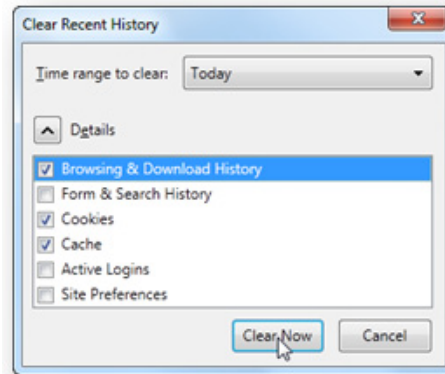 Clear Recent History
Time range to clear: Today
Details
Browsing & Download History
Form & Search History
Cookies
Cache
Active Logins
Site Preferences
Clear Now Cancel